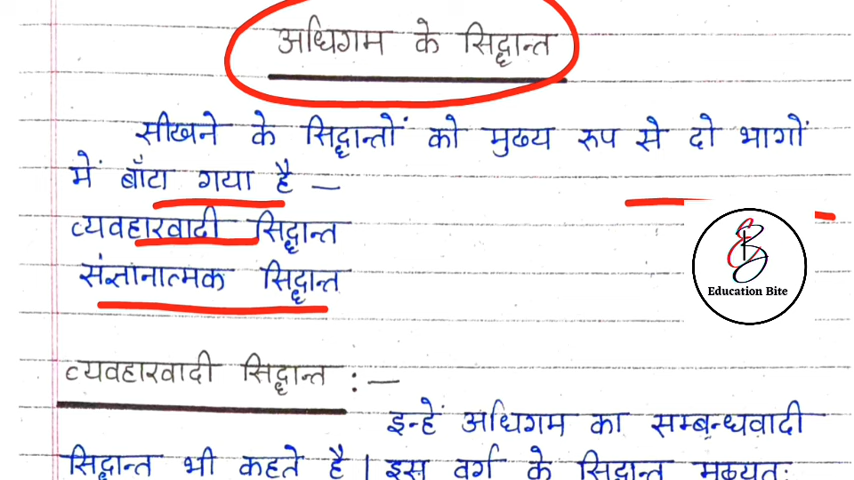 अधिगम के सिद्धान्त
सीखने के सिद्धान्तों को मुख्य रूप से दो भागों
में बाँटा गया है —
व्यवहारवादी सिद्धान्त
संज्ञानात्मक सिद्धान्त
Education Bite
व्यवहारवादी सिद्धान्त :—
इन्हें अधिगम का सम्बन्धवादी
सिद्धान्त भी कहते है | इस वर्ग के सिद्धान्त मुख्यतः